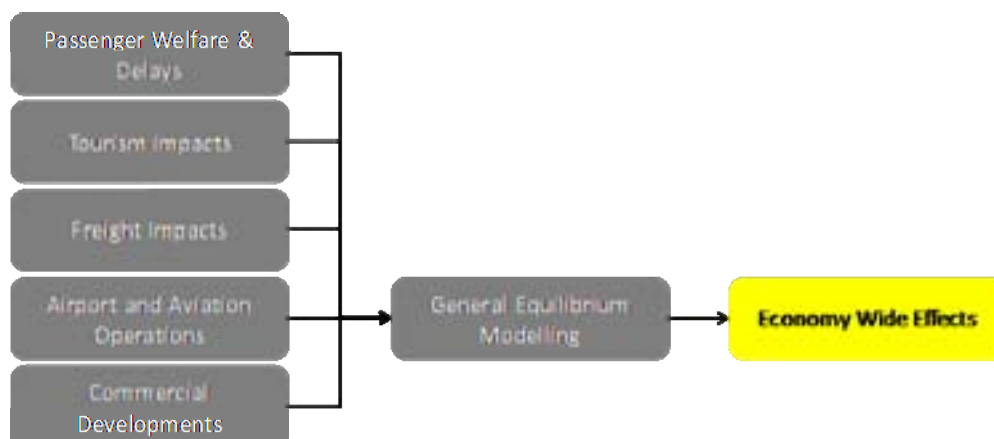 Passenger Welfare &
Delays
Tourism Impacts
Freight Impacts
Airport and Aviation
Operations
General Equilibrium
Modelling
Economy Wide Effects
Commercial
Developments